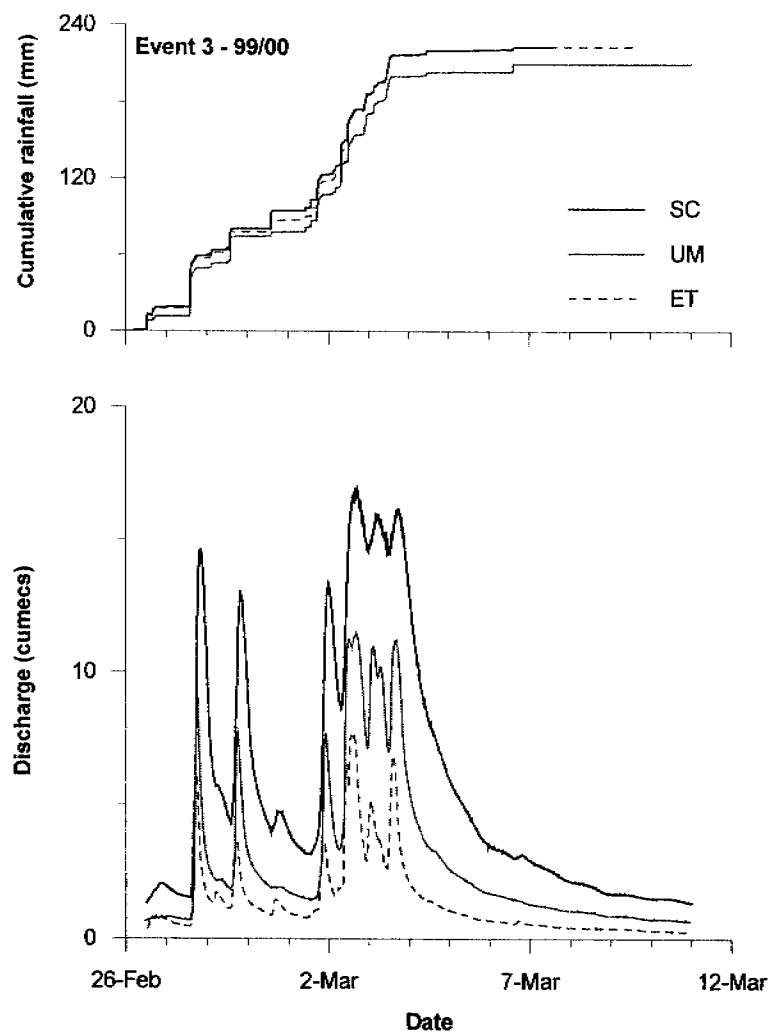 240
Event 3 - 99/00
Cumulative rainfall (mm)
120
SC
UM
ET
0
20
Discharge (cumecs)
10
0
26-Feb
2-Mar
7-Mar
12-Mar
Date